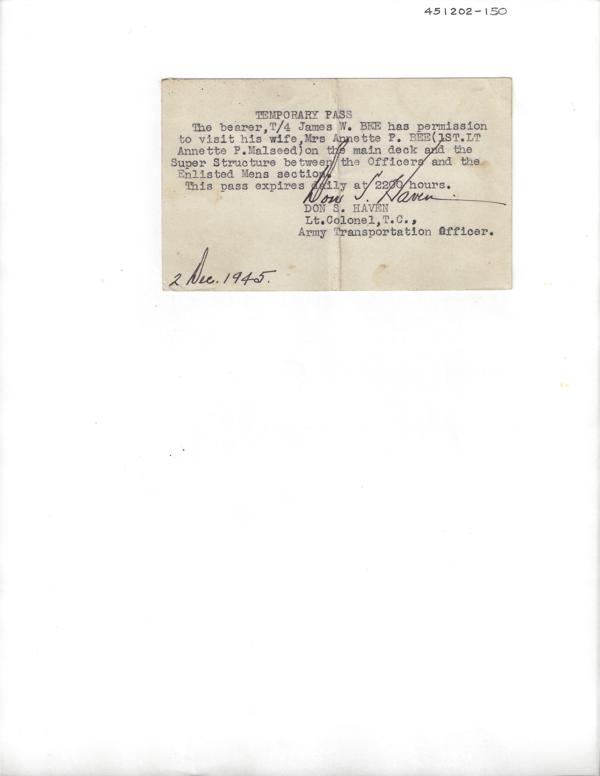 451202-150
TEMPORARY PASS
The bearer,T/4 James W. BEE has permission
to visit his wife,Mrs Annette P. BEE(1ST.LT
Annette P.Malseed)on the main deck and the
Super Structure between the Officers and the
Enlisted Mens section.
This pass expires daily at 2200 hours.
Don S. Haven
DON S. HAVEN
Lt.Colonel,T.C.,
Army Transportation Officer.
2 Dec. 1945.